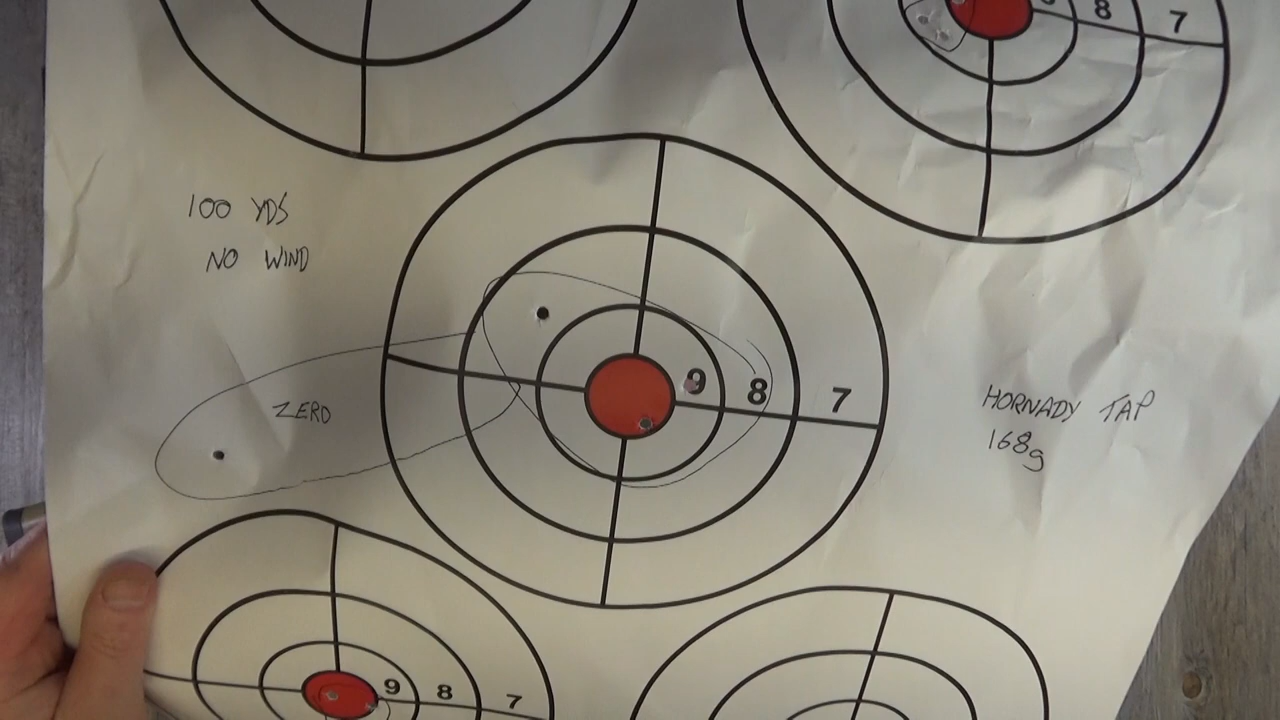 8 7
100 YDS
NO WIND
9 8 7
ZERO
HORNADY TAP
168g
9 8 7